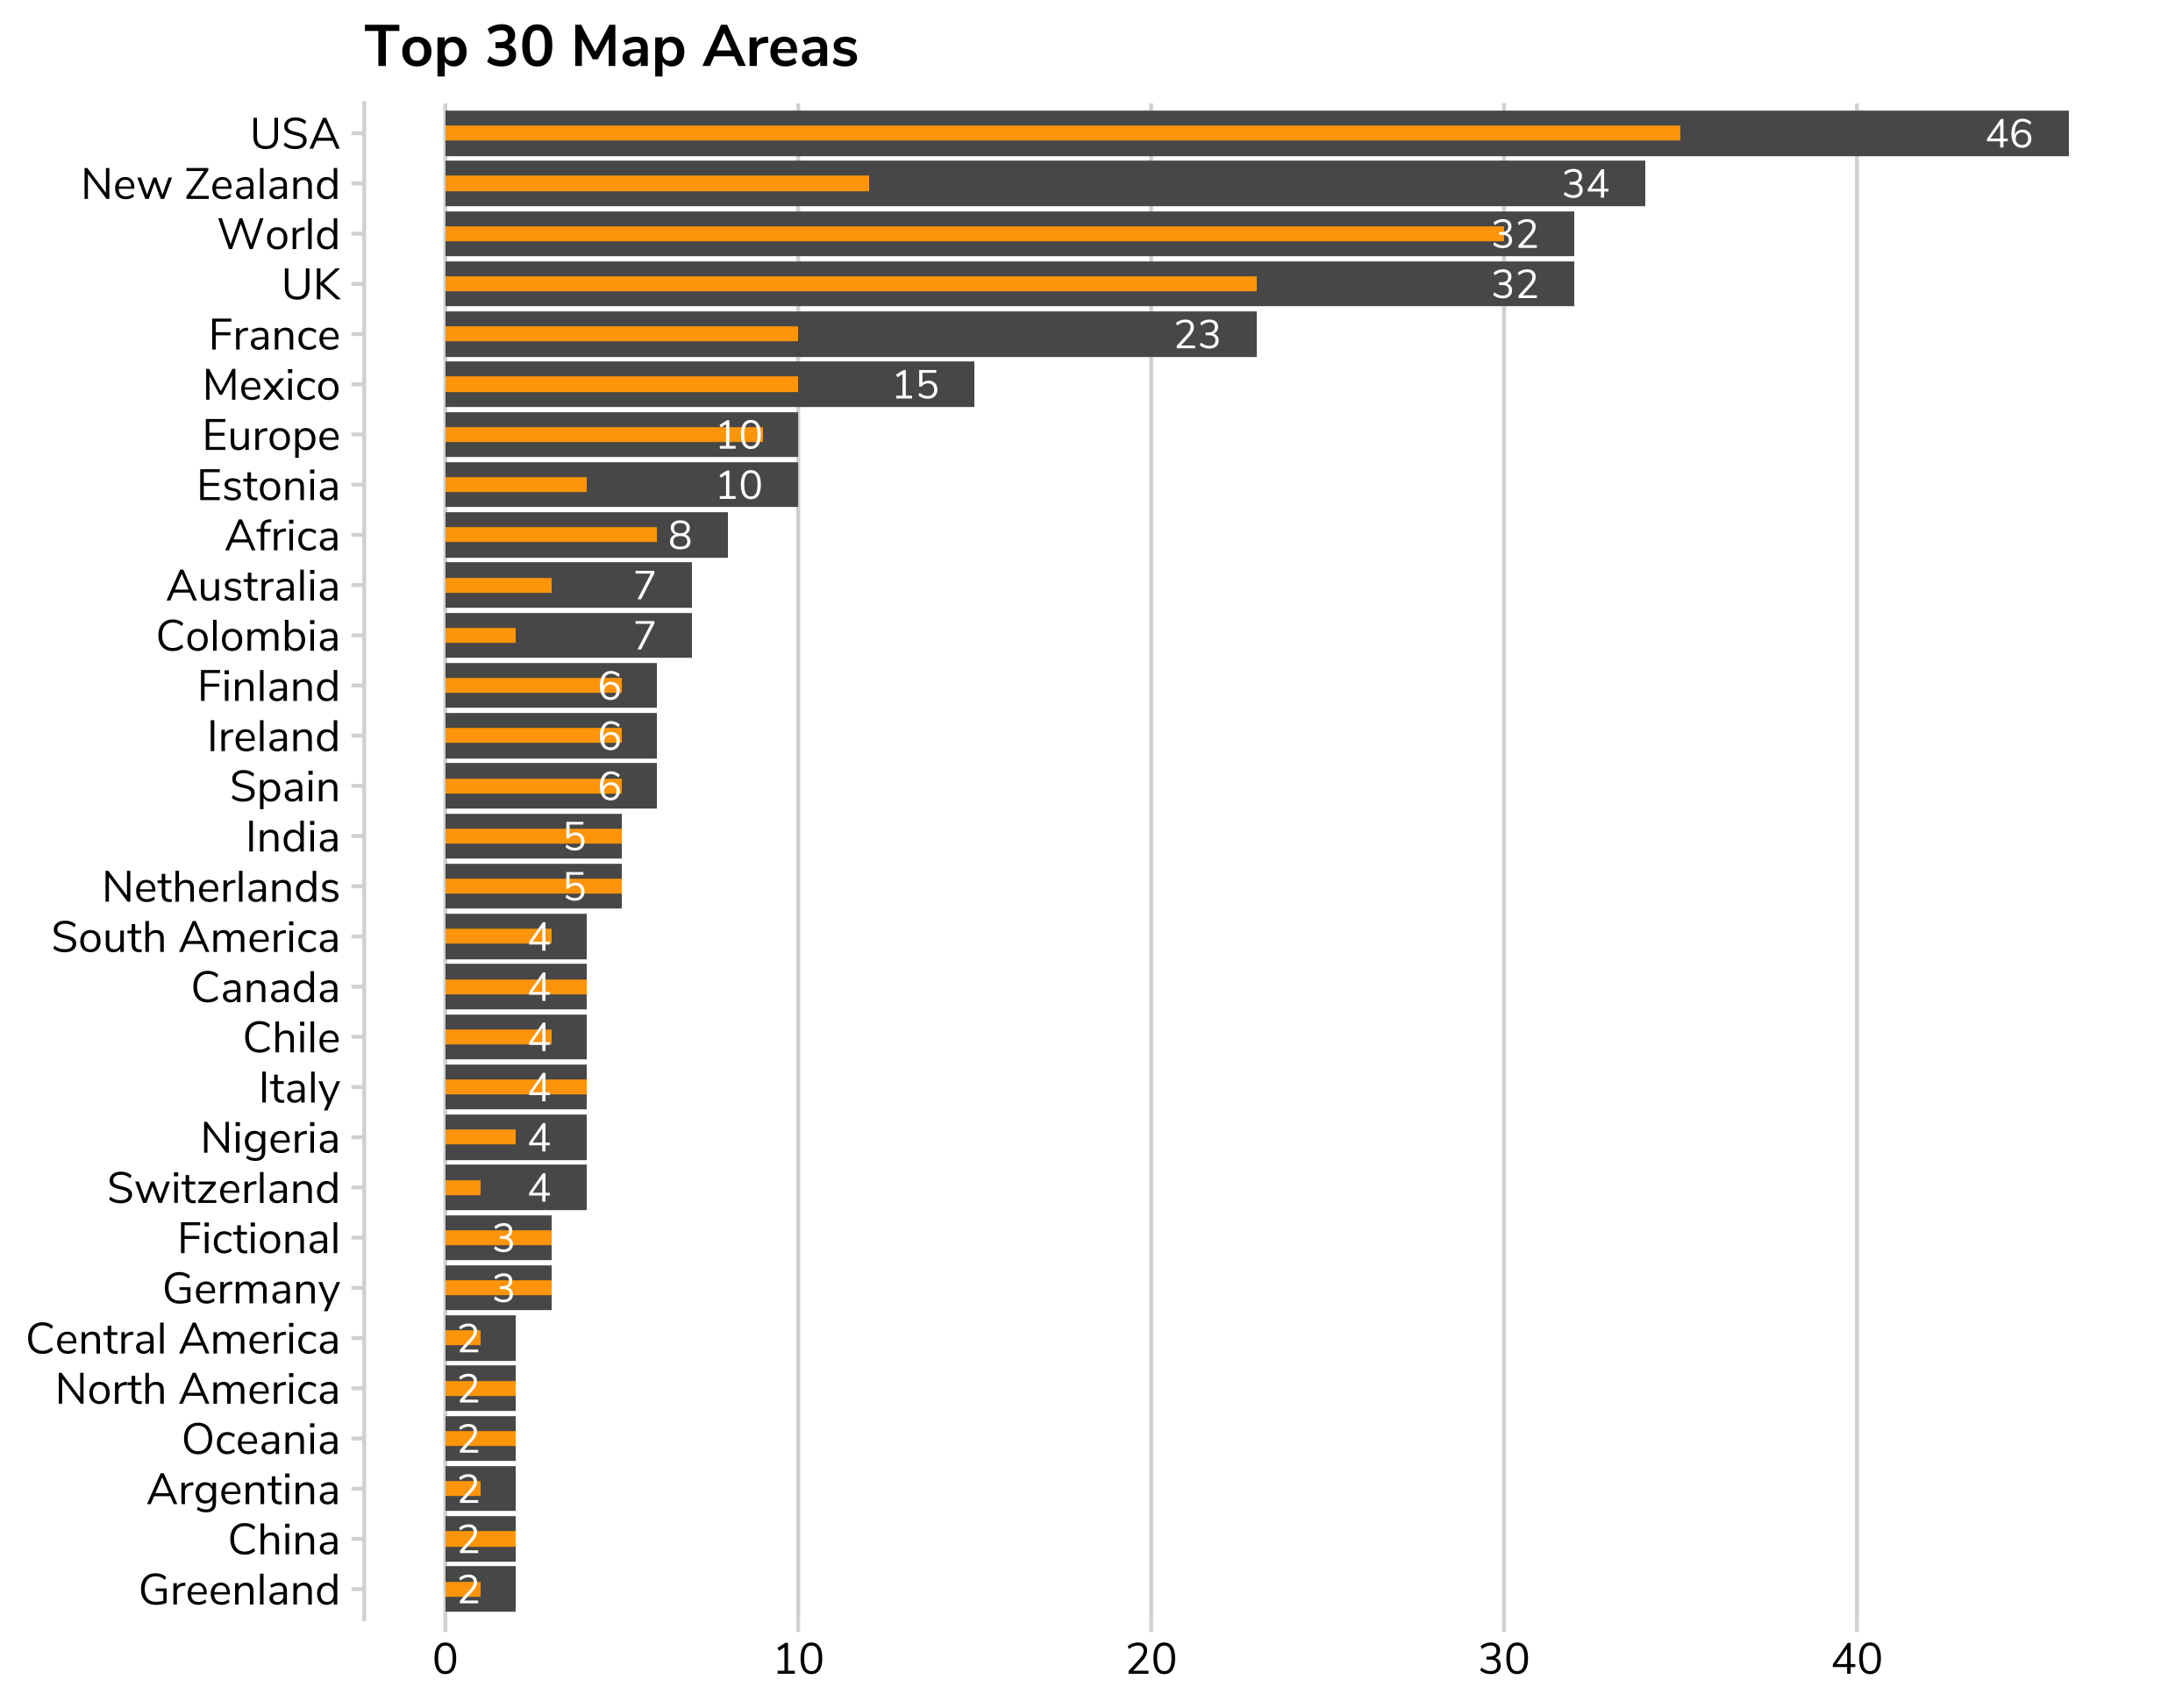 Top 30 Map Areas
USA 46
New Zealand 34
World 32
UK 32
France 23
Mexico 15
Europe 10
Estonia 10
Africa 8
Australia 7
Colombia 7
Finland 6
Ireland 6
Spain 6
India 5
Netherlands 5
South America 4
Canada 4
Chile 4
Italy 4
Nigeria 4
Switzerland 4
Fictional 3
Germany 3
Central America 2
North America 2
Oceania 2
Argentina 2
China 2
Greenland 2
0 10 20 30 40